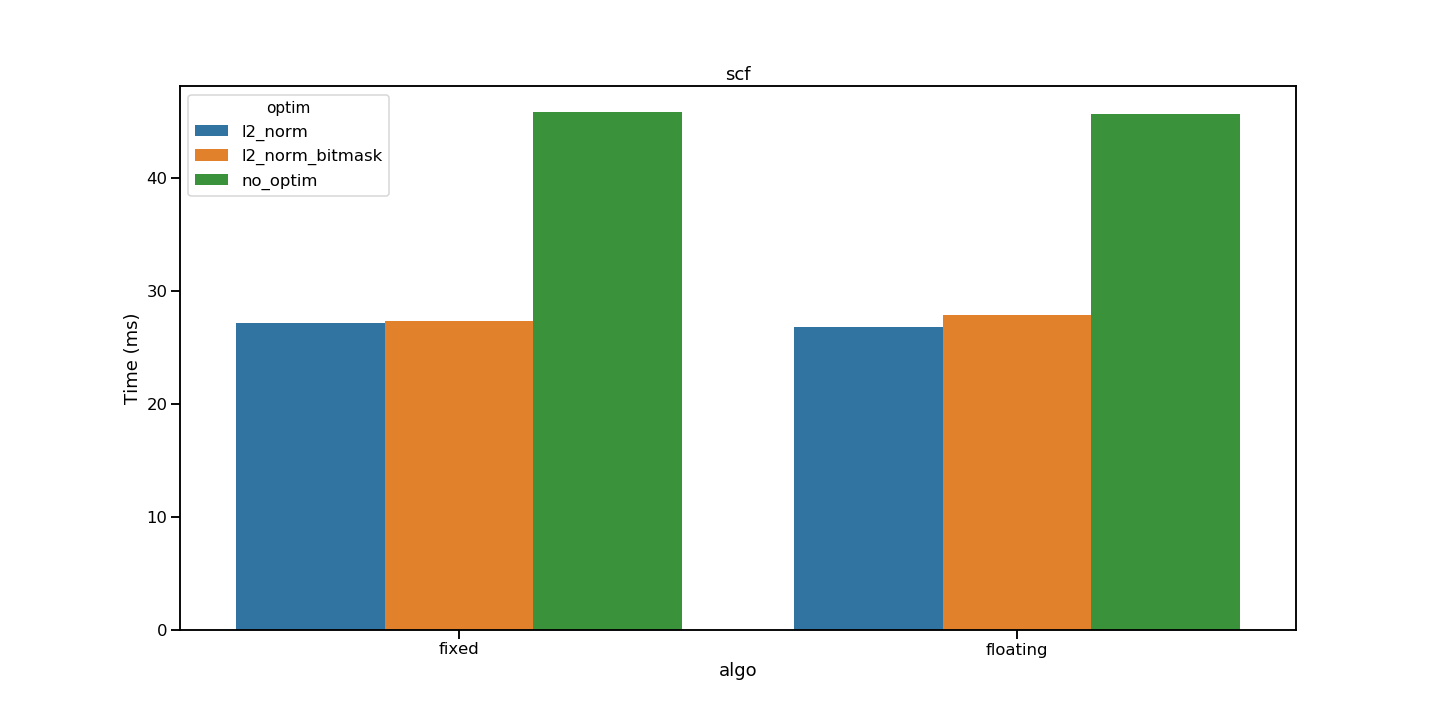 scf
optim
l2_norm
l2_norm_bitmask
no_optim
40
30
20
10
0
Time (ms)
fixed
floating
algo